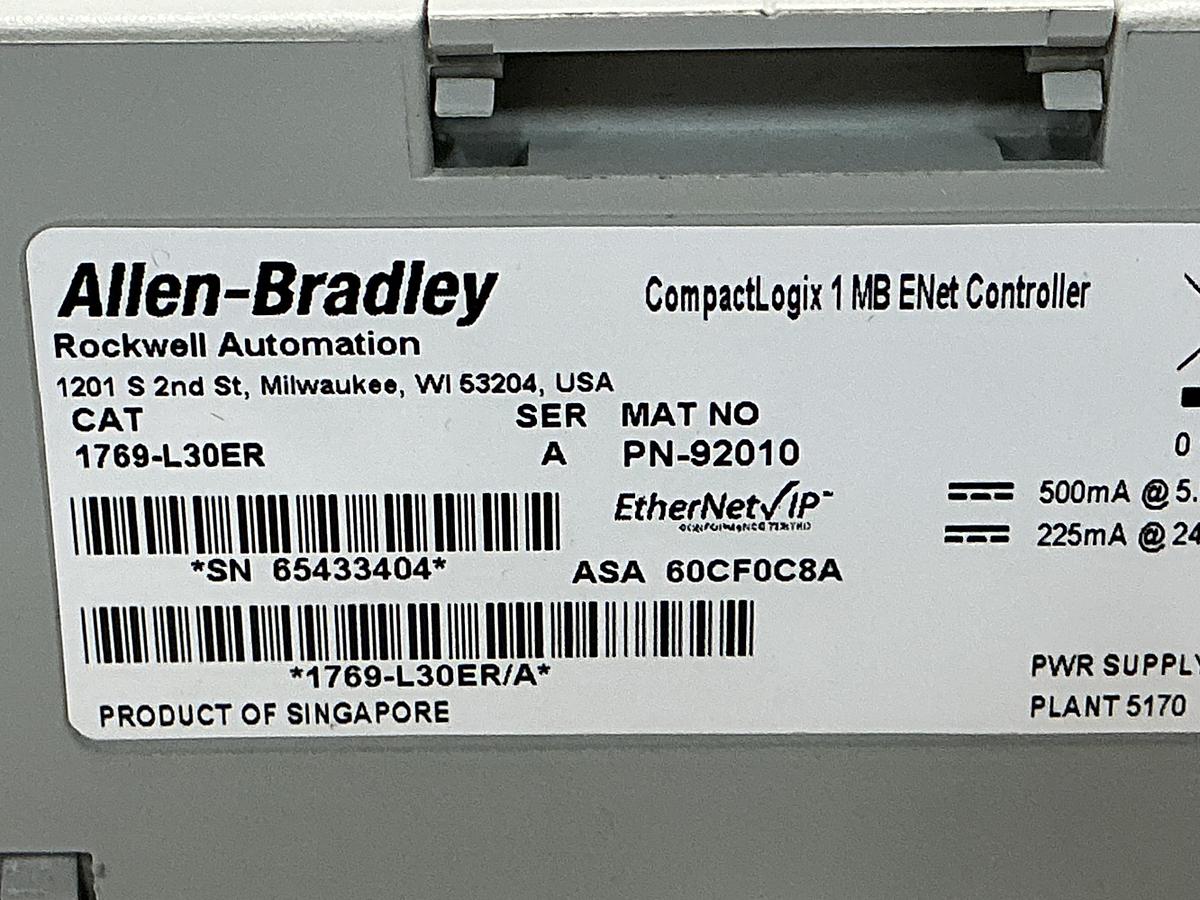 Allen-Bradley
CompactLogix 1 MB ENet Controller
Rockwell Automation
1201 S 2nd St, Milwaukee, WI 53204, USA
CAT SER MAT NO
1769-L30ER A PN-92010
0
EtherNet/IP
CONFORMANCE TESTED
500mA @ 5.
225mA @ 24
*SN 65433404* ASA 60CF0C8A
*1769-L30ER/A*
PWR SUPPLY
PRODUCT OF SINGAPORE
PLANT 5170